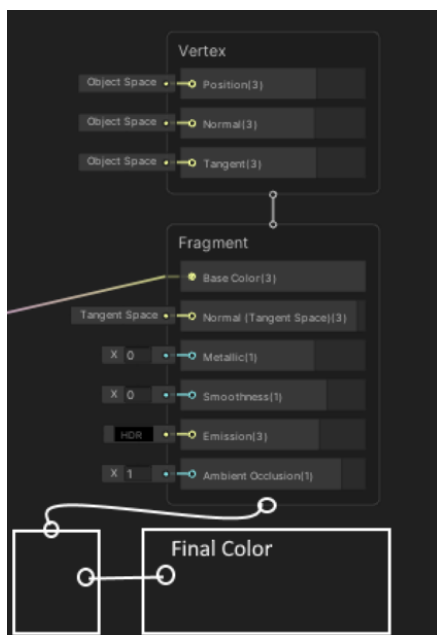 Vertex
Object Space Position(3)
Object Space Normal(3)
Object Space Tangent(3)
Fragment
Base Color(3)
Tangent Space Normal (Tangent Space)(3)
X 0 Metallic(1)
X 0 Smoothness(1)
HDR Emission(3)
X 1 Ambient Occlusion(1)
Final Color